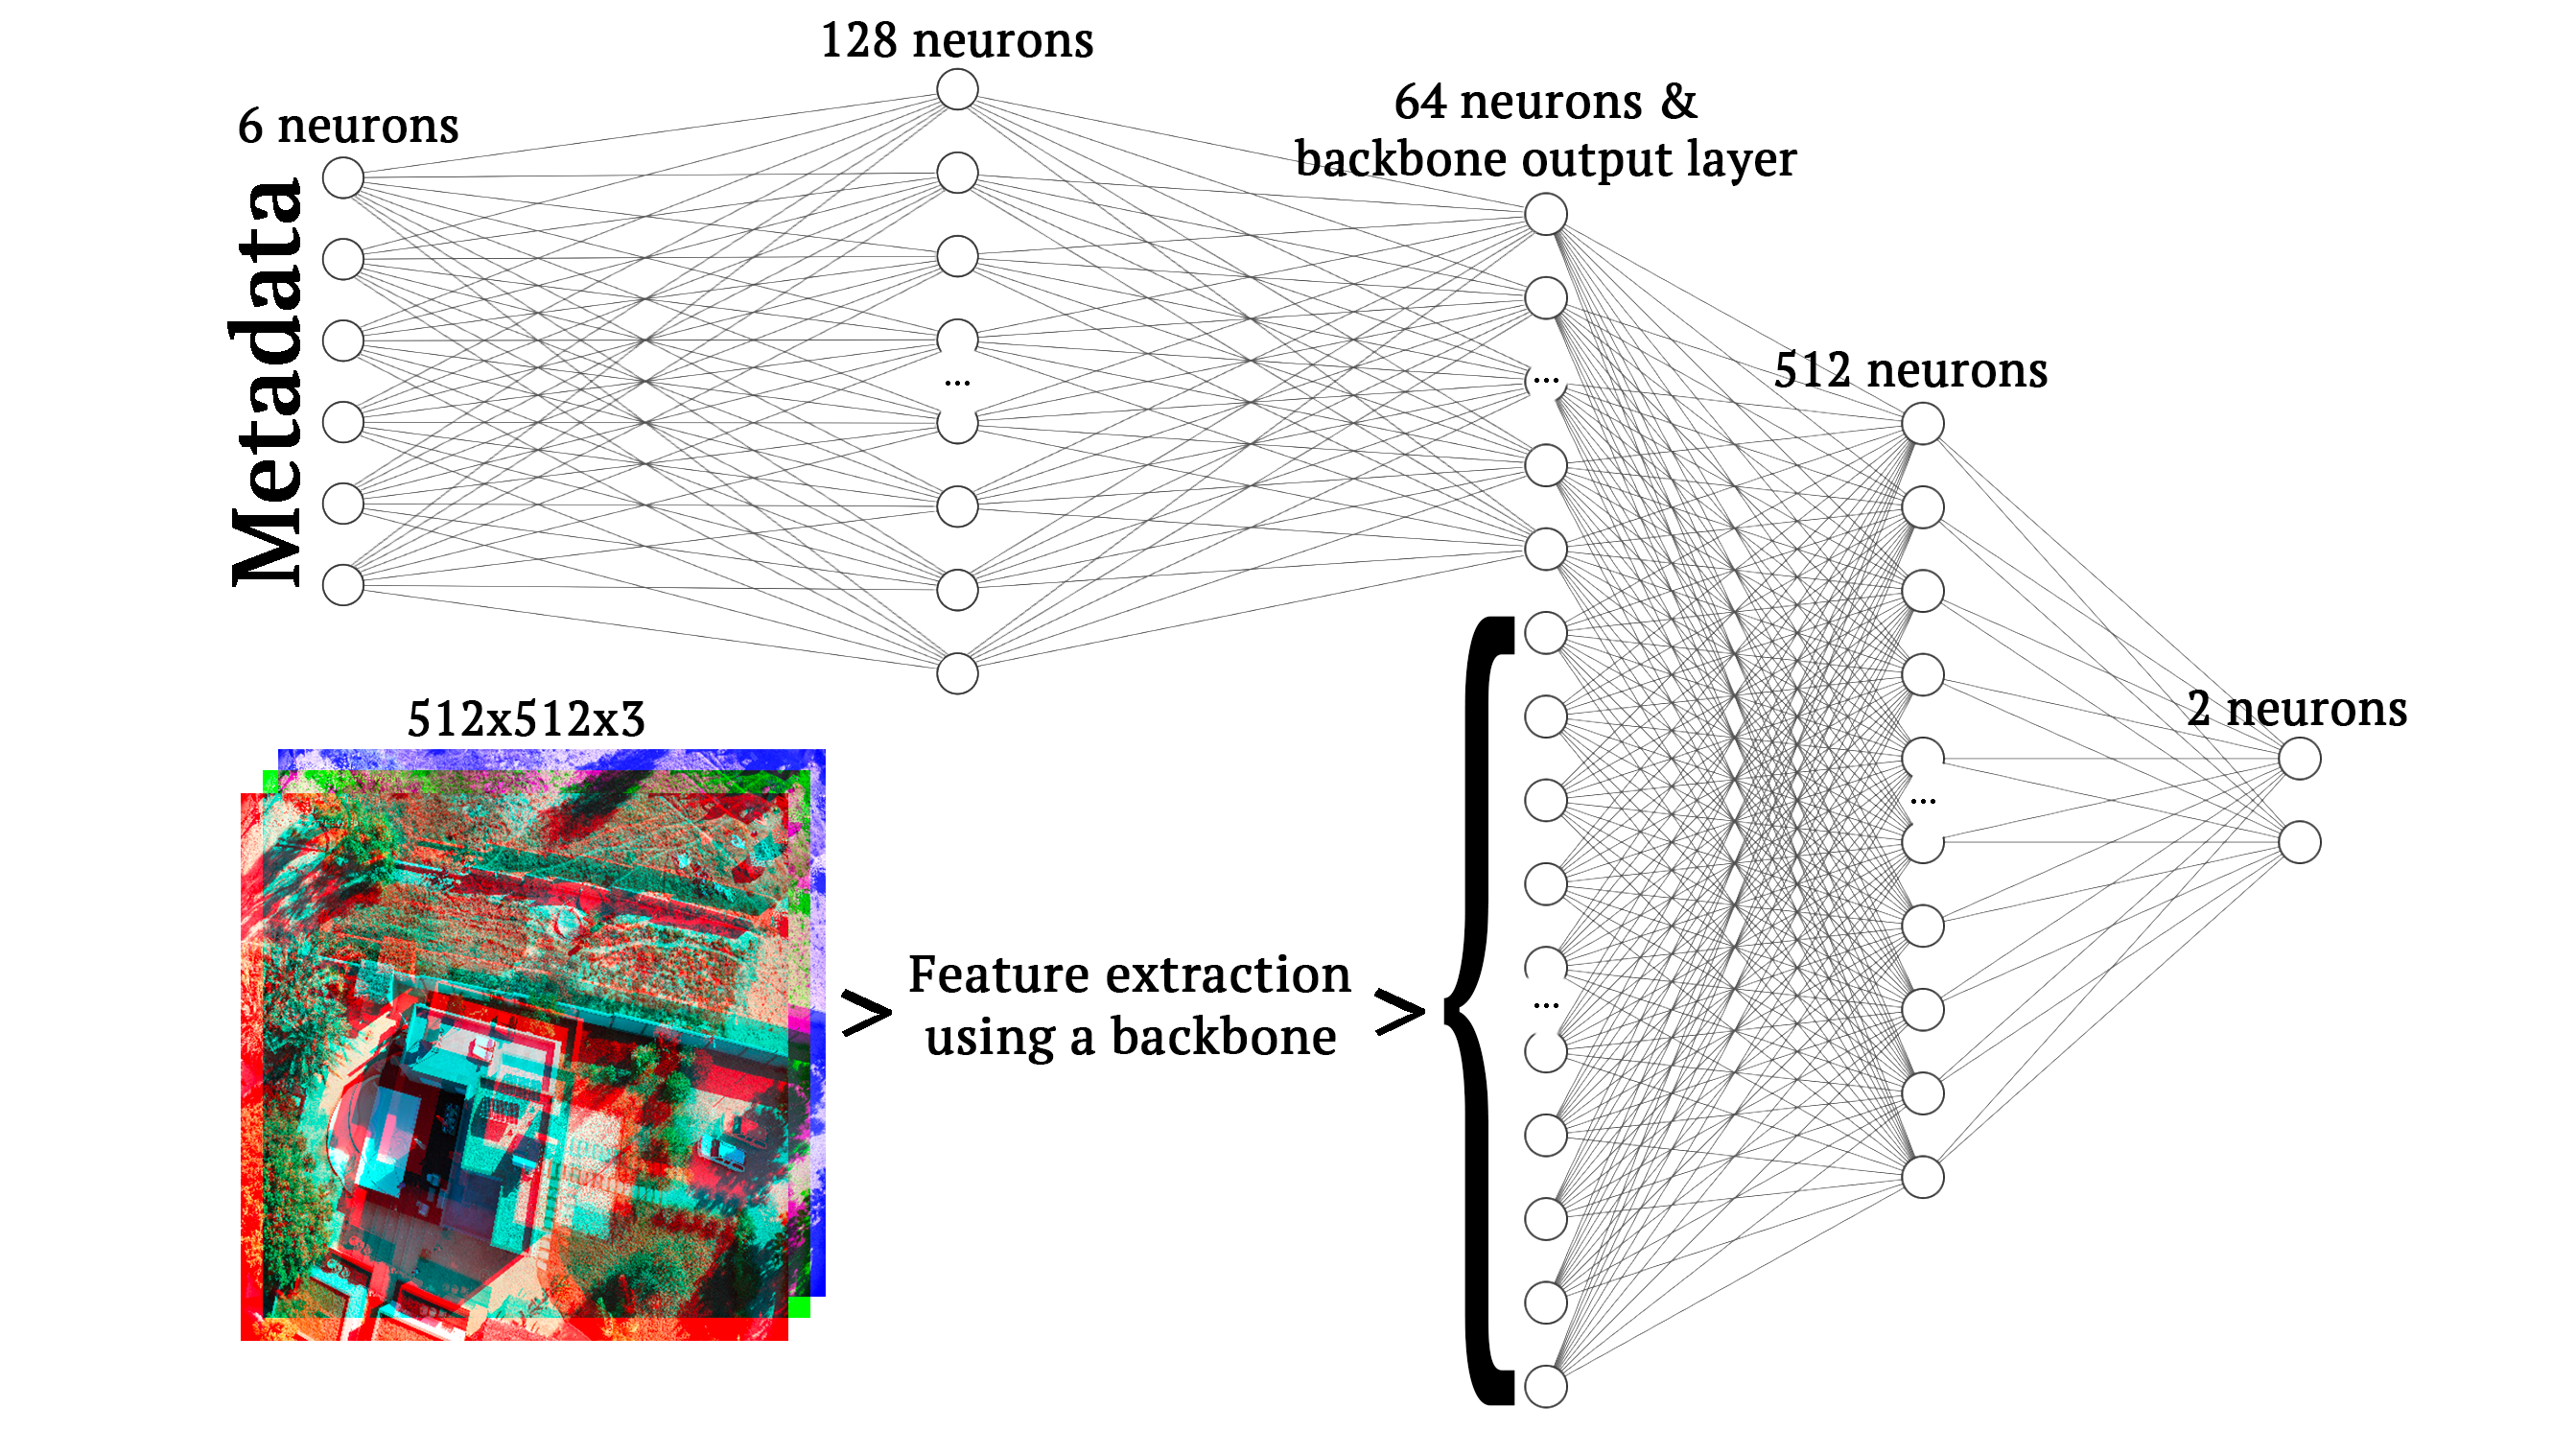 128 neurons
6 neurons
64 neurons &
backbone output layer
Metadata
...
...
512 neurons
512x512x3
2 neurons
...
>
Feature extraction
using a backbone
>
{
...